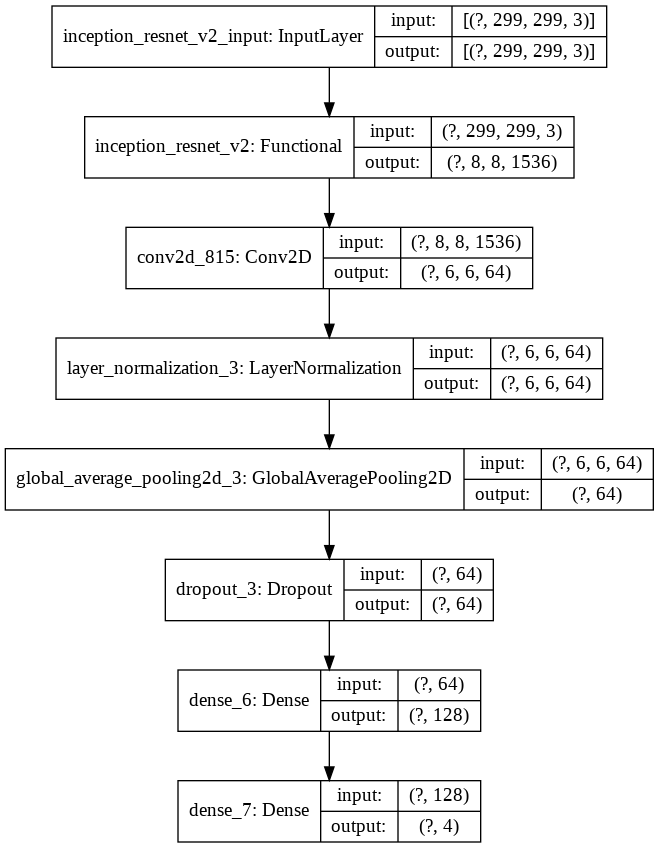 inception_resnet_v2_input: InputLayer
input: [(?, 299, 299, 3)]
output: [(?, 299, 299, 3)]
inception_resnet_v2: Functional
input: (?, 299, 299, 3)
output: (?, 8, 8, 1536)
conv2d_815: Conv2D
input: (?, 8, 8, 1536)
output: (?, 6, 6, 64)
layer_normalization_3: LayerNormalization
input: (?, 6, 6, 64)
output: (?, 6, 6, 64)
global_average_pooling2d_3: GlobalAveragePooling2D
input: (?, 6, 6, 64)
output: (?, 64)
dropout_3: Dropout
input: (?, 64)
output: (?, 64)
dense_6: Dense
input: (?, 64)
output: (?, 128)
dense_7: Dense
input: (?, 128)
output: (?, 4)